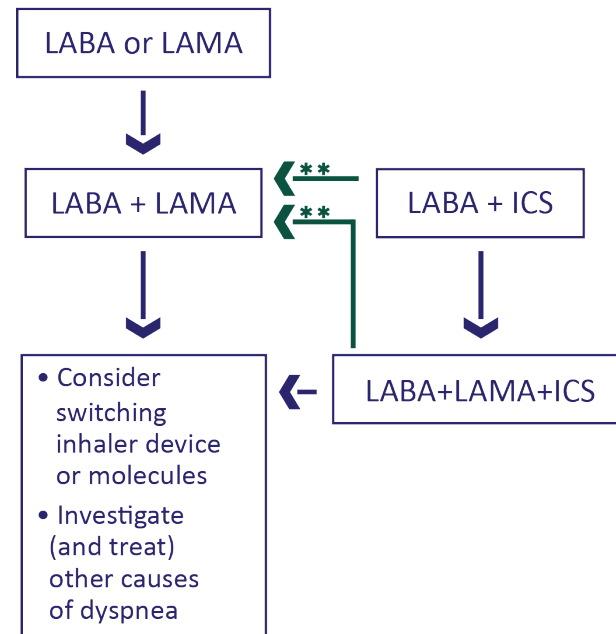 LABA or LAMA
**
LABA + LAMA
LABA + ICS
**
• Consider
switching
inhaler device
or molecules
• Investigate
(and treat)
other causes
of dyspnea
LABA+LAMA+ICS